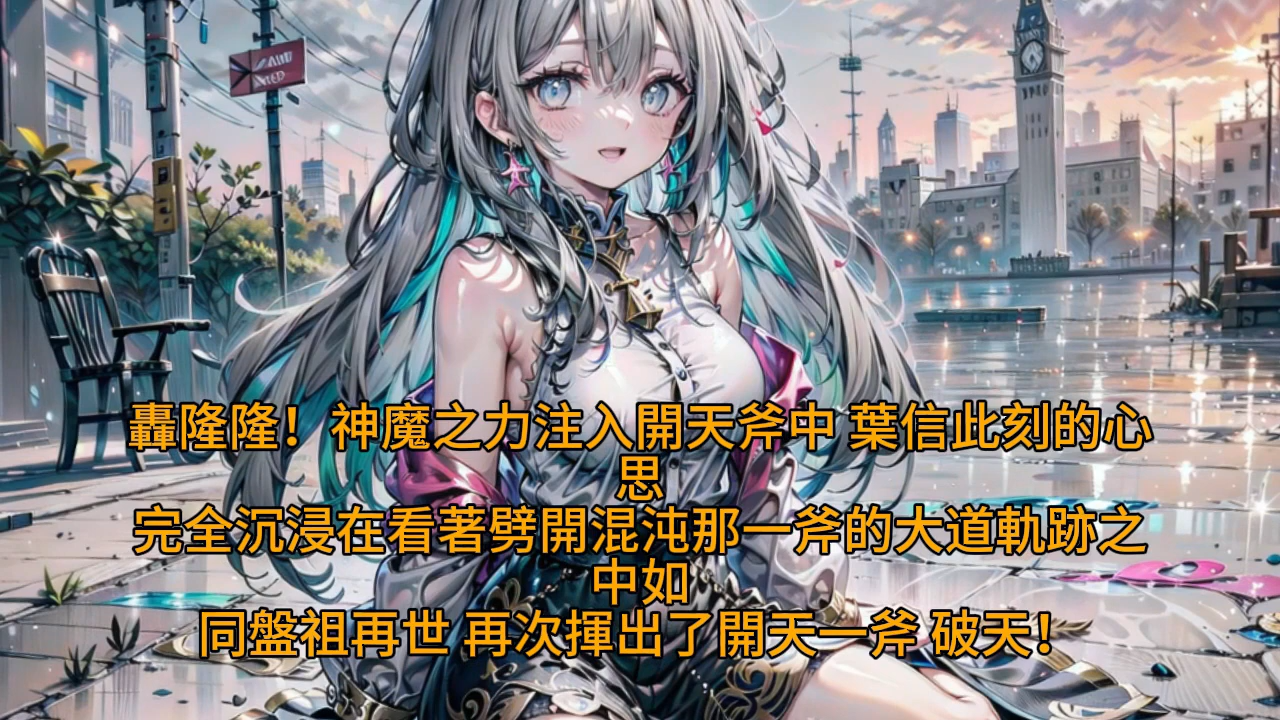 轟隆隆！神魔之力注入開天斧中 葉信此刻的心
思
完全沉浸在看著劈開混沌那一斧的大道軌跡之
中如
同盤祖再世 再次揮出了開天一斧 破天！